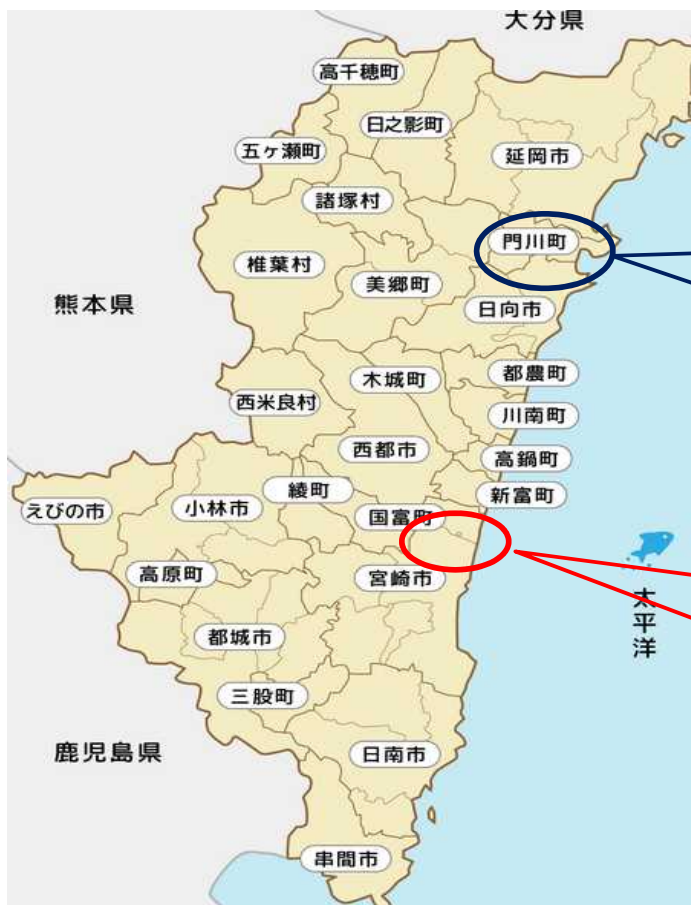 大分県
高千穂町
日之影町
五ヶ瀬町
延岡市
諸塚村
門川町
椎葉村
美郷町
熊本県
日向市
木城町
都農町
西米良村
川南町
西都市
高鍋町
綾町
新富町
えびの市
小林市
国富町
高原町
宮崎市
太平洋
都城市
三股町
鹿児島県
日南市
串間市